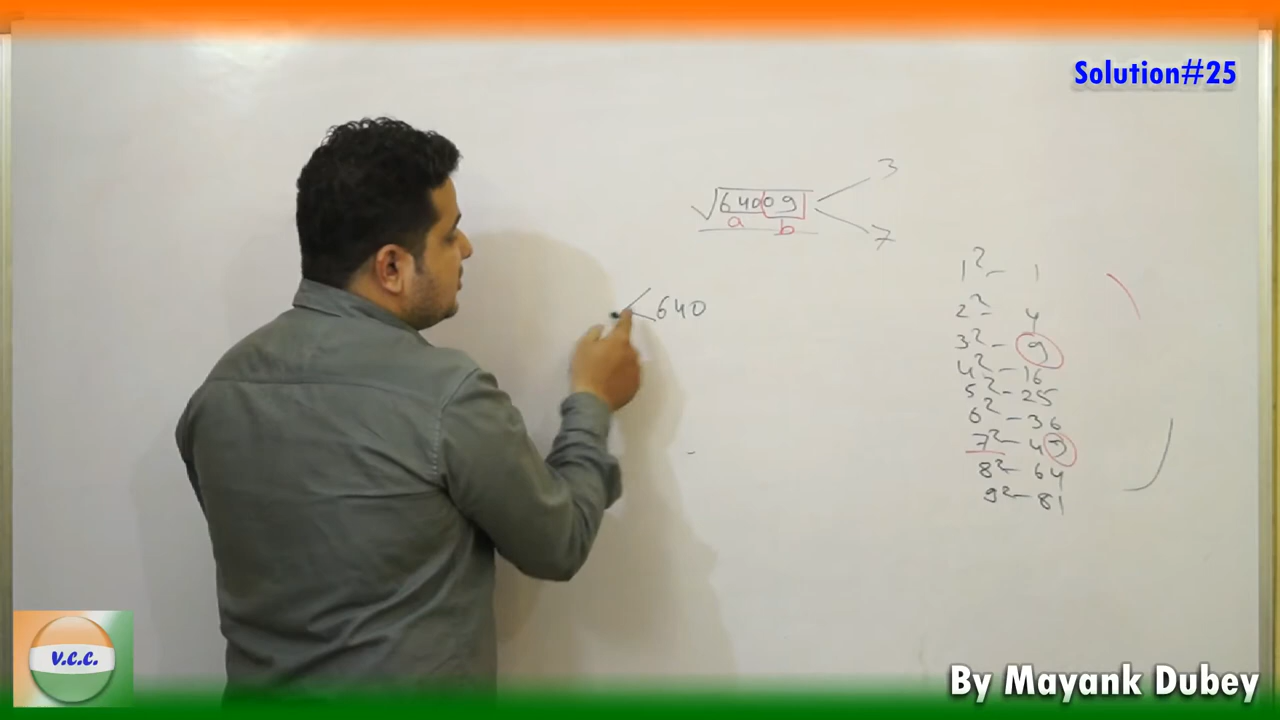 Solution#25
√64009
a b
3
7
<640
1² - 1
2² - 4
3² - 9
4² - 16
5² - 25
6² - 36
7² - 49
8² - 64
9² - 81
V.C.C.
By Mayank Dubey